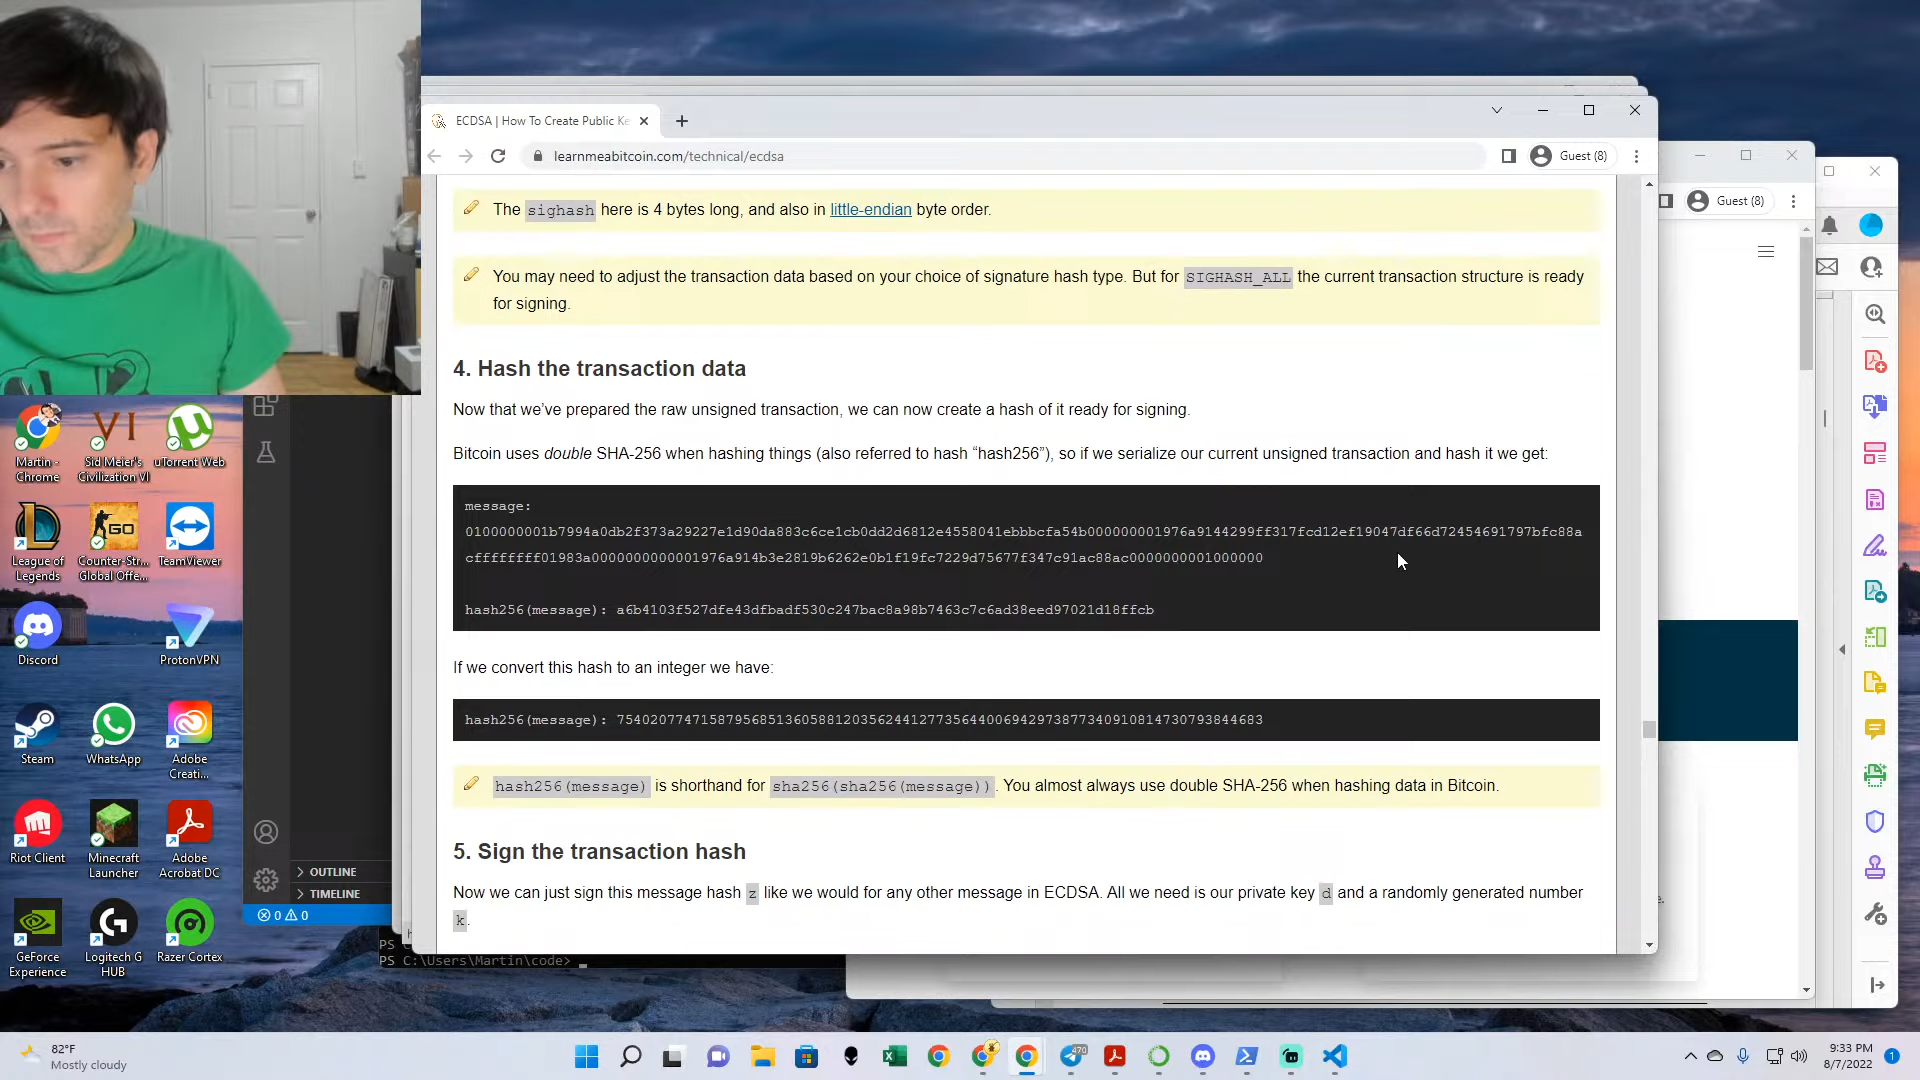 ECDSA | How To Create Public Ke
learnmeabitcoin.com/technical/ecdsa
Guest (8)
Guest (8)
The sighash here is 4 bytes long, and also in little-endian byte order.
You may need to adjust the transaction data based on your choice of signature hash type. But for SIGHASH_ALL the current transaction structure is ready
for signing.
4. Hash the transaction data
Now that we've prepared the raw unsigned transaction, we can now create a hash of it ready for signing.
Bitcoin uses double SHA-256 when hashing things (also referred to hash “hash256”), so if we serialize our current unsigned transaction and hash it we get:
message:
0100000001b7994a0db2f373a29227e1d90da883c6ce1cb0dd2d6812e4558041ebbbcfa54b000000001976a9144299ff317fcd12ef19047df66d72454691797bfc88a
cffffffff01983a0000000000001976a914b3e2819b6262e0b1f19fc7229d75677f347c91ac88ac0000000001000000
hash256(message): a6b4103f527dfe43dfbadf530c247bac8a98b7463c7c6ad38eed97021d18ffcb
If we convert this hash to an integer we have:
hash256(message): 75402077471587956851360588120356244127735644006942973877340910814730793844683
hash256(message) is shorthand for sha256(sha256(message)). You almost always use double SHA-256 when hashing data in Bitcoin.
5. Sign the transaction hash
Now we can just sign this message hash z like we would for any other message in ECDSA. All we need is our private key d and a randomly generated number
k.
Martin - Chrome
Sid Meier's Civilization VI
uTorrent Web
League of Legends
Counter-Str... Global Offe...
TeamViewer
Discord
ProtonVPN
Steam
WhatsApp
Adobe Creati...
Riot Client
Minecraft Launcher
Adobe Acrobat DC
GeForce Experience
Logitech G HUB
Razer Cortex
OUTLINE
TIMELINE
0 0
PS C:\Users\Martin\code>
82°F
Mostly cloudy
470
9:33 PM
8/7/2022
1